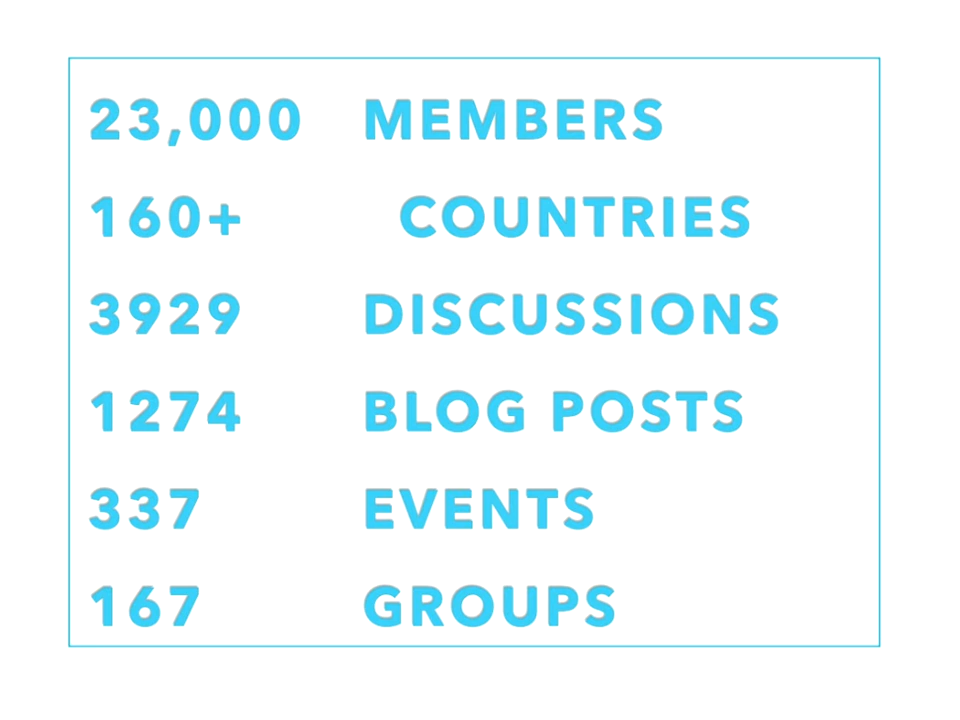 23,000 MEMBERS
160+ COUNTRIES
3929 DISCUSSIONS
1274 BLOG POSTS
337 EVENTS
167 GROUPS